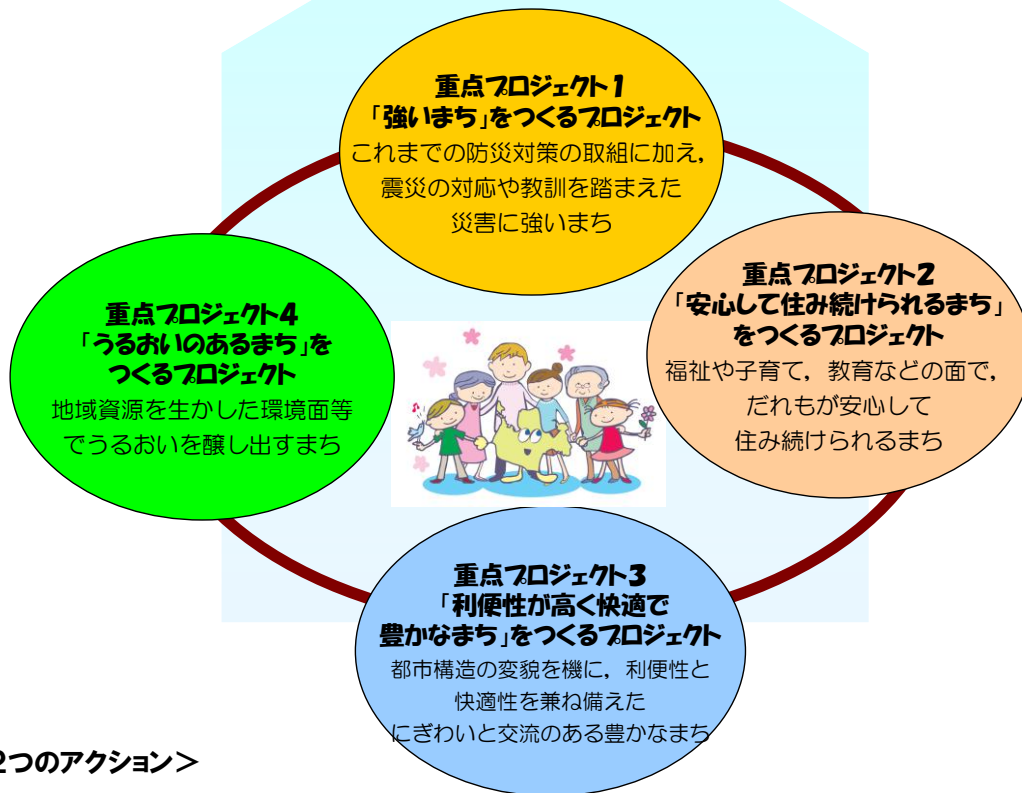 重点プロジェクト1
「強いまち」をつくるプロジェクト
これまでの防災対策の取組に加え，
震災の対応や教訓を踏まえた
災害に強いまち
重点プロジェクト2
「安心して住み続けられるまち」
をつくるプロジェクト
福祉や子育て，教育などの面で，
だれもが安心して
住み続けられるまち
重点プロジェクト4
「うるおいのあるまち」を
つくるプロジェクト
地域資源を生かした環境面等
でうるおいを醸し出すまち
重点プロジェクト3
「利便性が高く快適で
豊かなまち」をつくるプロジェクト
都市構造の変貌を機に，利便性と
快適性を兼ね備えた
にぎわいと交流のある豊かなまち
2つのアクション＞